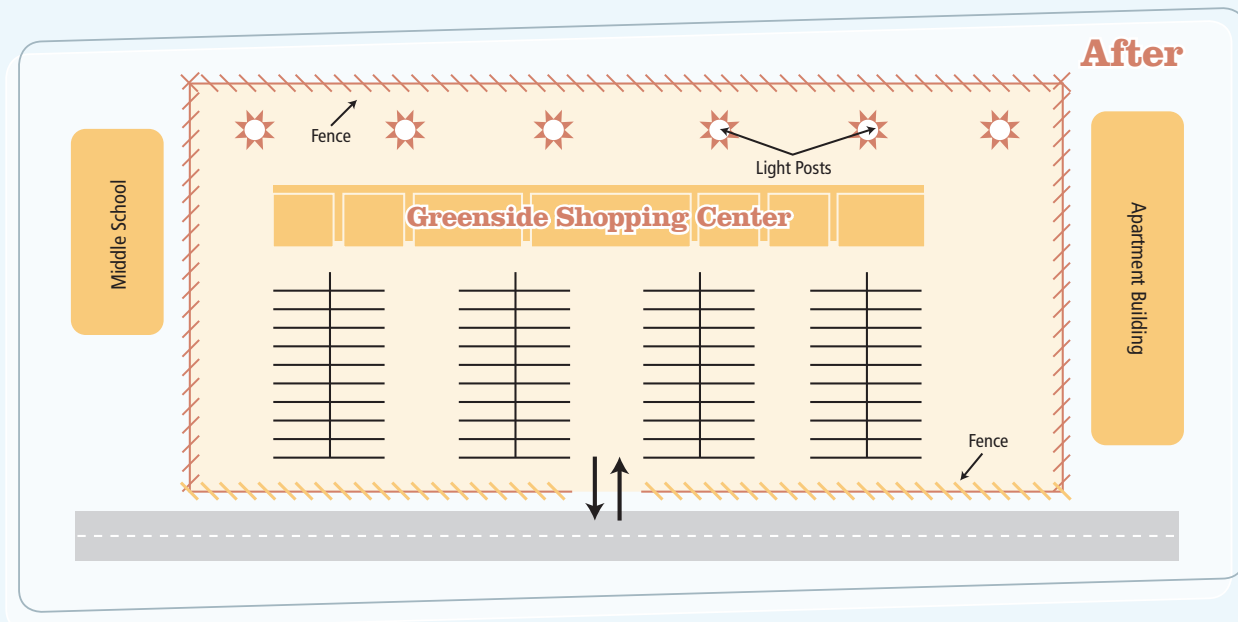 After
Fence
Light Posts
Middle School
Greenside Shopping Center
Apartment Building
Fence